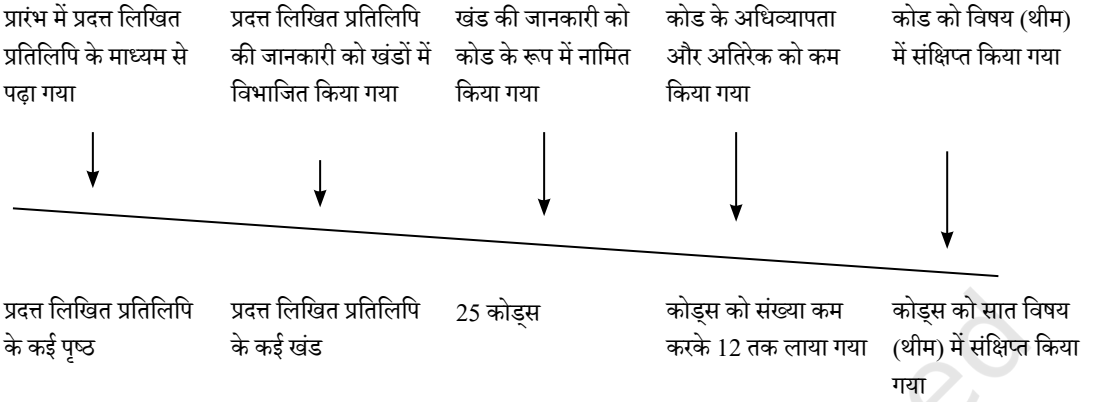 प्रारंभ में प्रदत्त लिखित
प्रतिलिपि के माध्यम से
पढ़ा गया
प्रदत्त लिखित प्रतिलिपि
की जानकारी को खंडों में
विभाजित किया गया
खंड की जानकारी को
कोड के रूप में नामित
किया गया
कोड के अधिव्यापता
और अतिरेक को कम
किया गया
कोड को विषय (थीम)
में संक्षिप्त किया गया
प्रदत्त लिखित प्रतिलिपि
के कई पृष्ठ
प्रदत्त लिखित प्रतिलिपि
के कई खंड
25 कोड्स
कोड्स को संख्या कम
करके 12 तक लाया गया
कोड्स को सात विषय
(थीम) में संक्षिप्त किया
गया